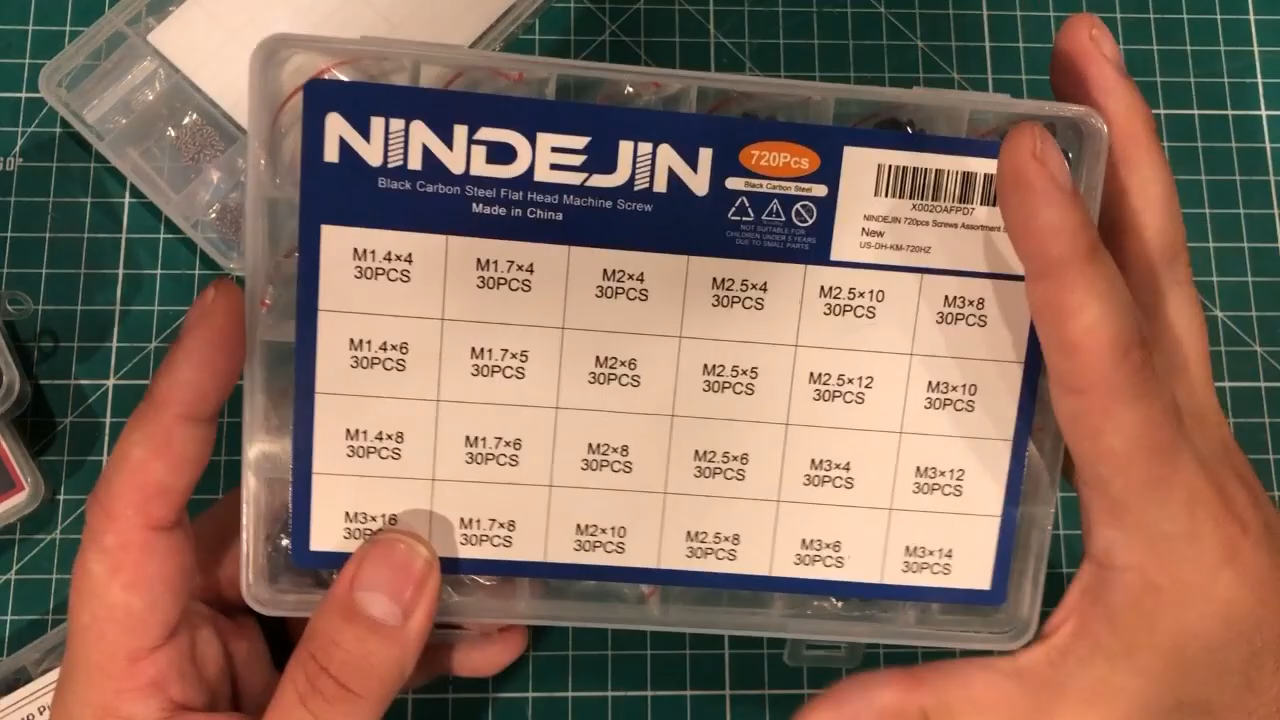 NINDEJIN
Black Carbon Steel Flat Head Machine Screw
Made in China
720Pcs
Black Carbon Steel
NOT SUITABLE FOR
CHILDREN UNDER 5 YEARS
DUE TO SMALL PARTS
X002OAFPD7
NINDEJIN 720pcs Screws Assortment
New
US-DH-KM-720HZ
M1.4×4
30PCS
M1.7×4
30PCS
M2×4
30PCS
M2.5×4
30PCS
M2.5×10
30PCS
M3×8
30PCS
M1.4×6
30PCS
M1.7×5
30PCS
M2×6
30PCS
M2.5×5
30PCS
M2.5×12
30PCS
M3×10
30PCS
M1.4×8
30PCS
M1.7×6
30PCS
M2×8
30PCS
M2.5×6
30PCS
M3×4
30PCS
M3×12
30PCS
M3×16
M1.7×8
30PCS
M2×10
30PCS
M2.5×8
30PCS
M3×6
30PCS
M3×14
30PCS